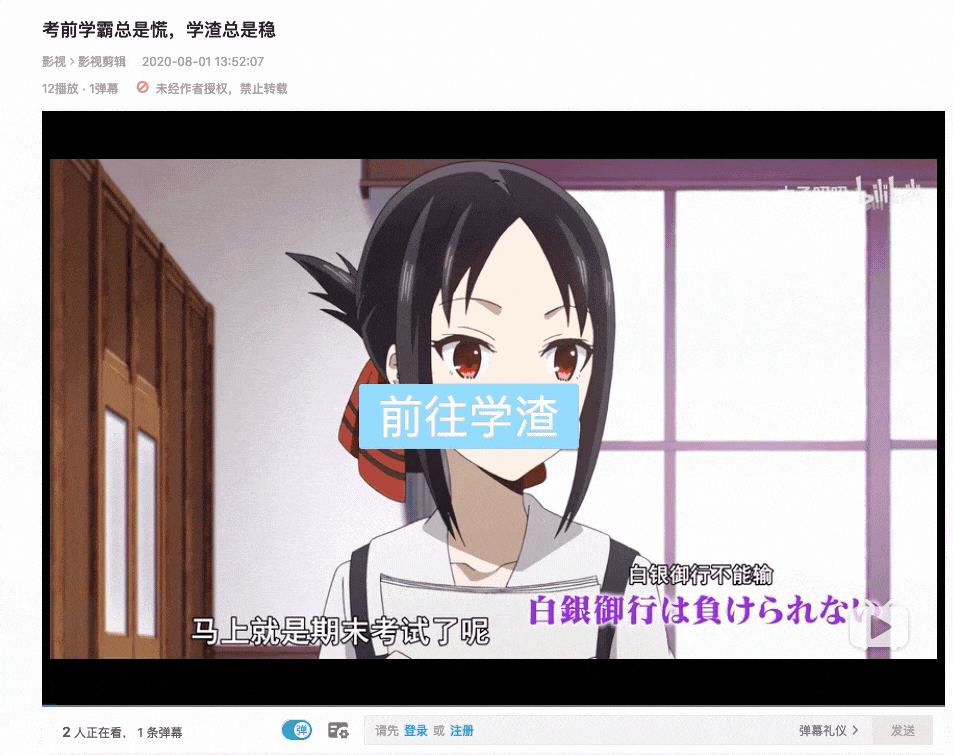 考前学霸总是慌，学渣总是稳
影视 > 影视剪辑 2020-08-01 13:52:07
12播放 · 1弹幕 未经作者授权，禁止转载
bilibili
前往学渣
白银御行不能输
白銀御行は負けられない
马上就是期末考试了呢
2 人正在看， 1 条弹幕 弹 请先 登录 或 注册 弹幕礼仪 > 发送